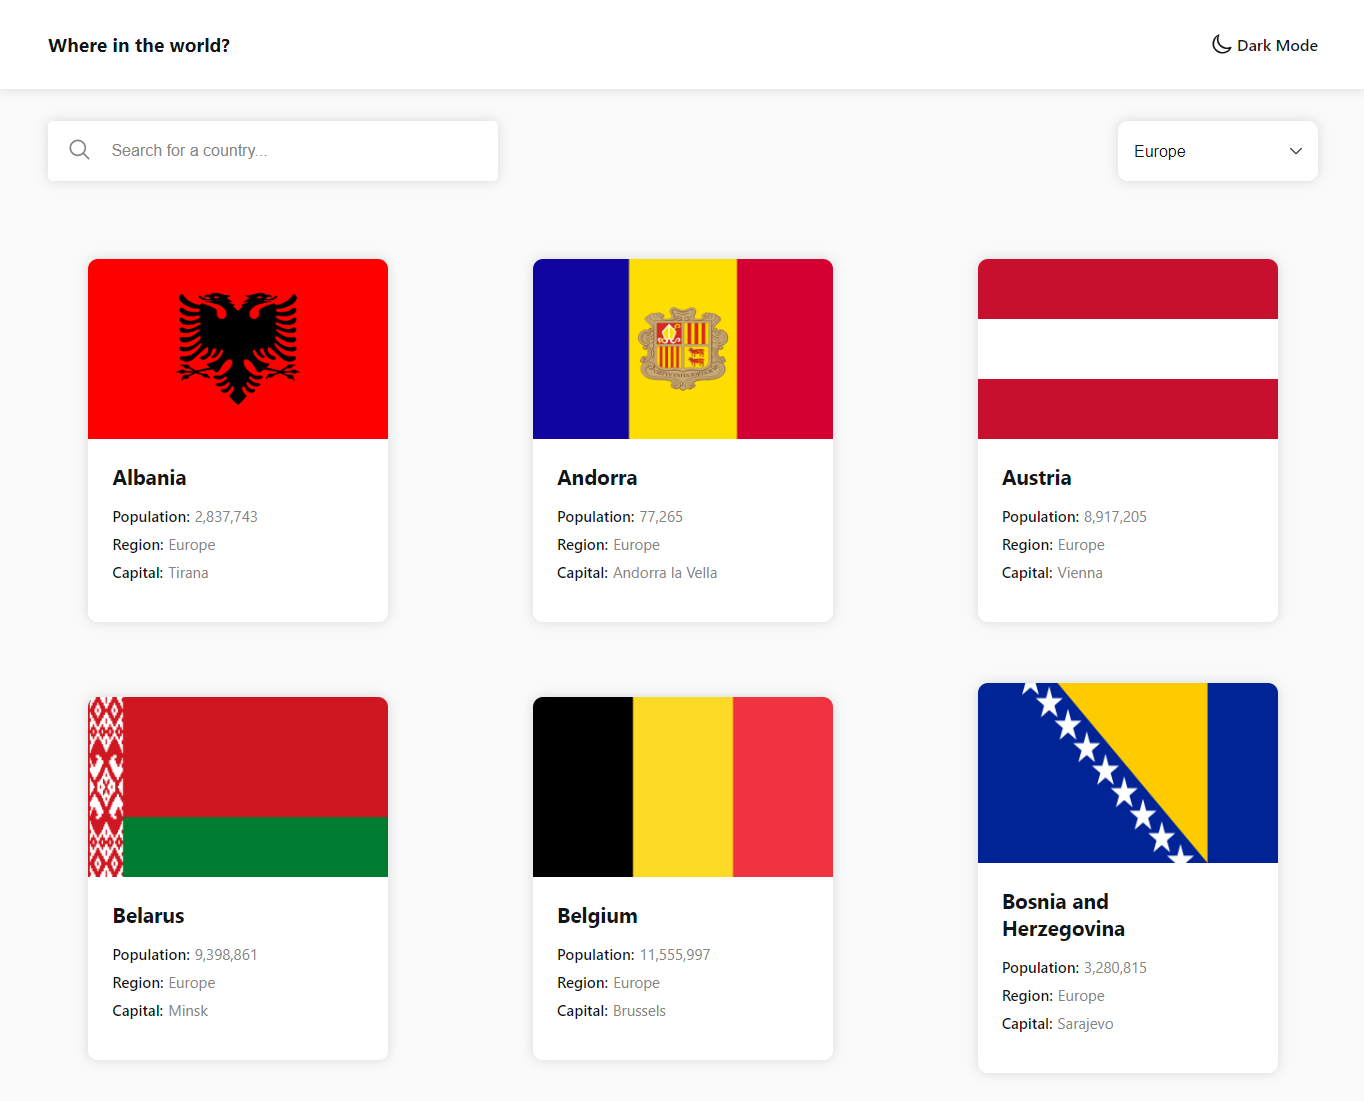 Where in the world?
Dark Mode
Search for a country...
Europe
Albania
Population: 2,837,743
Region: Europe
Capital: Tirana
Andorra
Population: 77,265
Region: Europe
Capital: Andorra la Vella
Austria
Population: 8,917,205
Region: Europe
Capital: Vienna
Belarus
Population: 9,398,861
Region: Europe
Capital: Minsk
Belgium
Population: 11,555,997
Region: Europe
Capital: Brussels
Bosnia and
Herzegovina
Population: 3,280,815
Region: Europe
Capital: Sarajevo